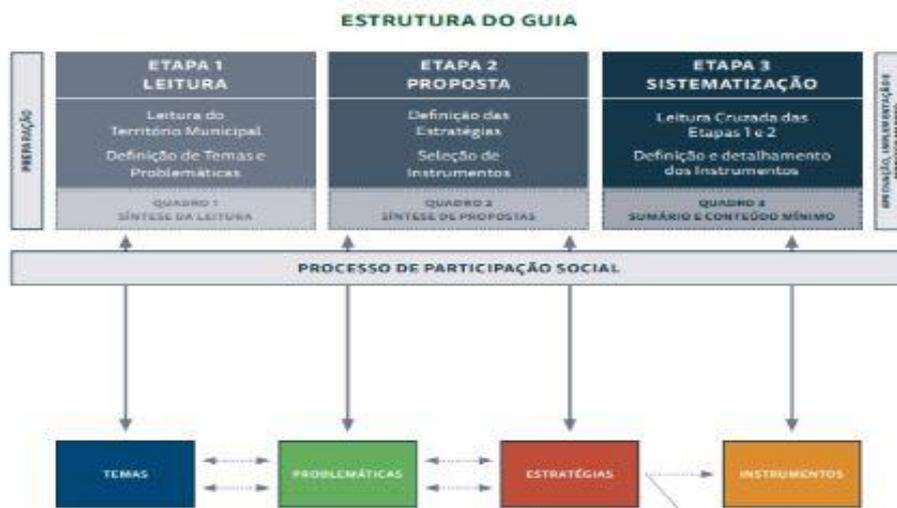 ESTRUTURA DO GUIA
PREPARAÇÃO
ETAPA 1
LEITURA
Leitura do
Território Municipal
Definição de Temas e
Problemáticas
QUADRO 1
SÍNTESE DA LEITURA
ETAPA 2
PROPOSTA
Definição das
Estratégias
Seleção de
Instrumentos
QUADRO 2
SÍNTESE DE PROPOSTAS
ETAPA 3
SISTEMATIZAÇÃO
Leitura Cruzada das
Etapas 1 e 2
Definição e detalhamento
dos Instrumentos
QUADRO 3
SUMÁRIO E CONTEÚDO MÍNIMO
APROVAÇÃO, IMPLEMENTAÇÃO E
PROCESSO DE PARTICIPAÇÃO SOCIAL
TEMAS
PROBLEMÁTICAS
ESTRATÉGIAS
INSTRUMENTOS